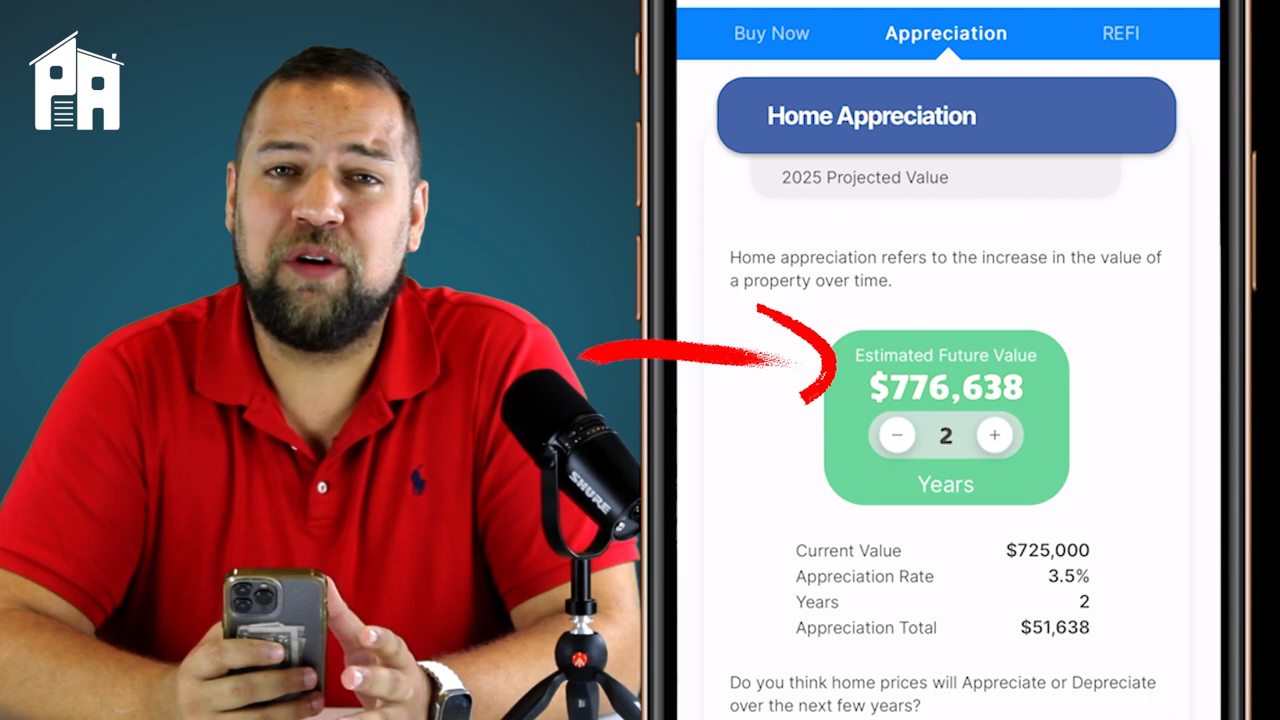 PA
SHURE
Buy Now
Appreciation
REFI
Home Appreciation
2025 Projected Value
Home appreciation refers to the increase in the value of
a property over time.
Estimated Future Value
$776,638
− 2 +
Years
Current Value $725,000
Appreciation Rate 3.5%
Years 2
Appreciation Total $51,638
Do you think home prices will Appreciate or Depreciate
over the next few years?